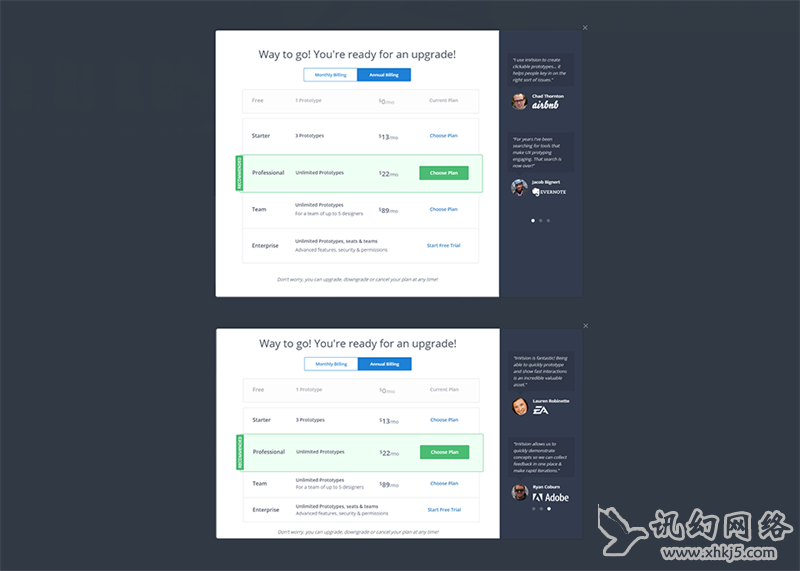 ×
Way to go! You're ready for an upgrade!
Monthly Billing
Annual Billing
Free
1 Prototype
$0/mo
Current Plan
Starter
3 Prototypes
$13/mo
Choose Plan
RECOMMENDED
Professional
Unlimited Prototypes
$22/mo
Choose Plan
Team
Unlimited Prototypes
For a team of up to 5 designers
$89/mo
Choose Plan
Enterprise
Unlimited Prototypes, seats & teams
Advanced features, security & permissions
Start Free Trial
Don't worry, you can upgrade, downgrade or cancel your plan at any time!
"I use InVision to create
clickable prototypes... it
helps people key in on the
right sort of issues."
Chad Thornton
airbnb
"For years I've been
searching for tools that
make UX protyping
engaging. That search is
now over!"
Jacob Bignert
EVERNOTE
×
Way to go! You're ready for an upgrade!
Monthly Billing
Annual Billing
Free
1 Prototype
$0/mo
Current Plan
Starter
3 Prototypes
$13/mo
Choose Plan
RECOMMENDED
Professional
Unlimited Prototypes
$22/mo
Choose Plan
Team
Unlimited Prototypes
For a team of up to 5 designers
$89/mo
Choose Plan
Enterprise
Unlimited Prototypes, seats & teams
Advanced features, security & permissions
Start Free Trial
Don't worry, you can upgrade, downgrade or cancel your plan at any time!
"InVision is fantastic! Being
able to quickly prototype
and show fast interactions
is an incredible valuable
asset."
Lauren Robinette
EA
"InVision allows us to
quickly demonstrate
concepts so we can collect
feedback in one place &
make rapid iterations."
Ryan Coburn
Adobe
讯幻网络
www.xhkj5.com